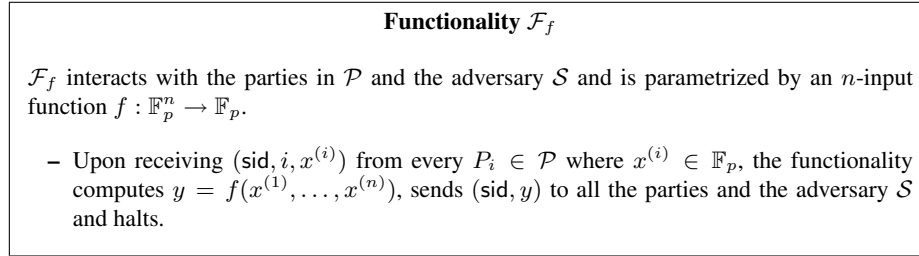 Functionality 𝓕_f
𝓕_f interacts with the parties in 𝒫 and the adversary 𝒮 and is parametrized by an n-input
function f : 𝔽_p^n → 𝔽_p.
– Upon receiving (sid, i, x^(i)) from every P_i ∈ 𝒫 where x^(i) ∈ 𝔽_p, the functionality
computes y = f(x^(1), . . . , x^(n)), sends (sid, y) to all the parties and the adversary 𝒮
and halts.